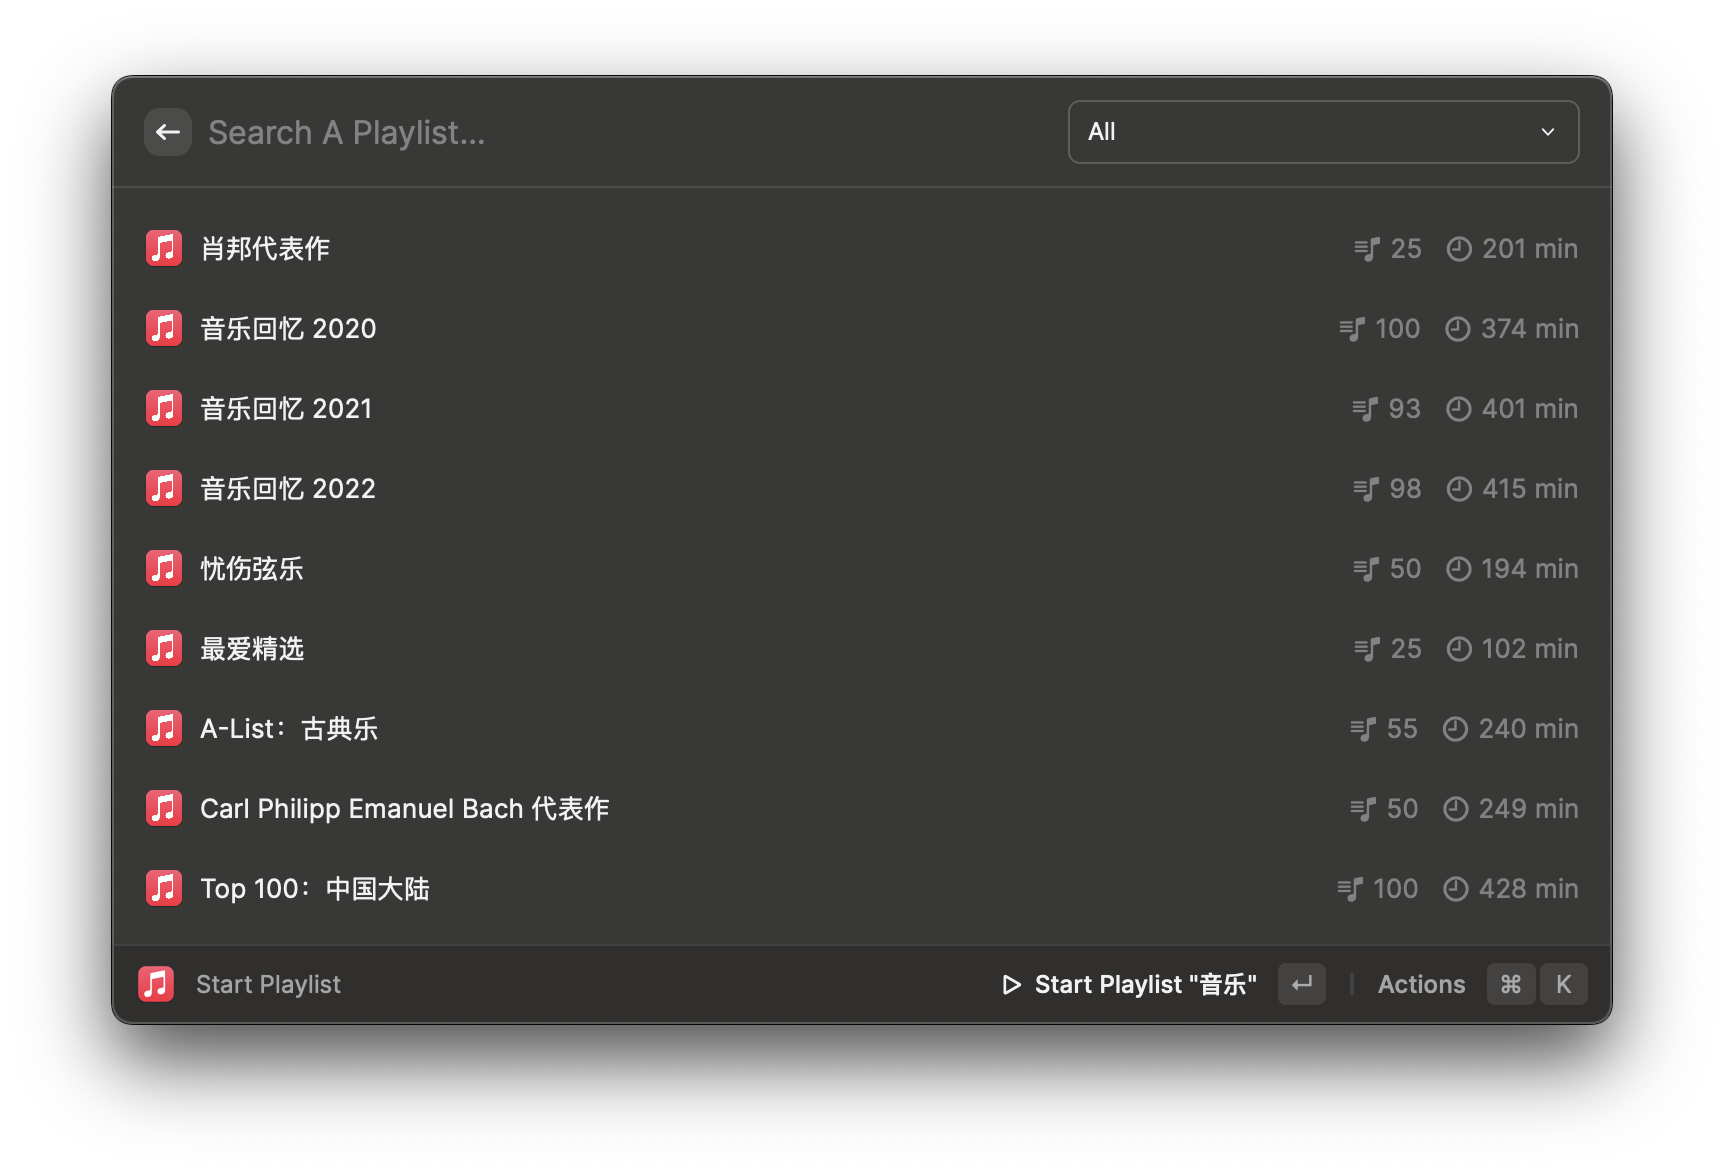 Search A Playlist...
All
肖邦代表作 25 201 min
音乐回忆 2020 100 374 min
音乐回忆 2021 93 401 min
音乐回忆 2022 98 415 min
忧伤弦乐 50 194 min
最爱精选 25 102 min
A-List：古典乐 55 240 min
Carl Philipp Emanuel Bach 代表作 50 249 min
Top 100：中国大陆 100 428 min
Start Playlist
Start Playlist "音乐"
Actions ⌘ K